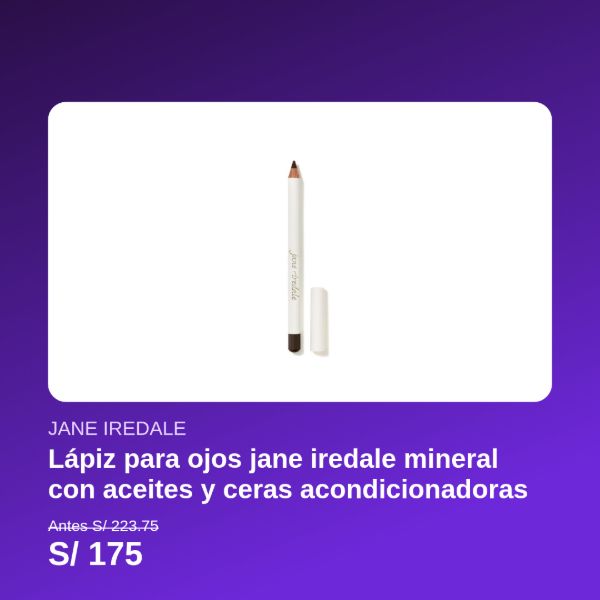 jane iredale
JANE IREDALE
Lápiz para ojos jane iredale mineral
con aceites y ceras acondicionadoras
Antes S/ 223.75
S/ 175